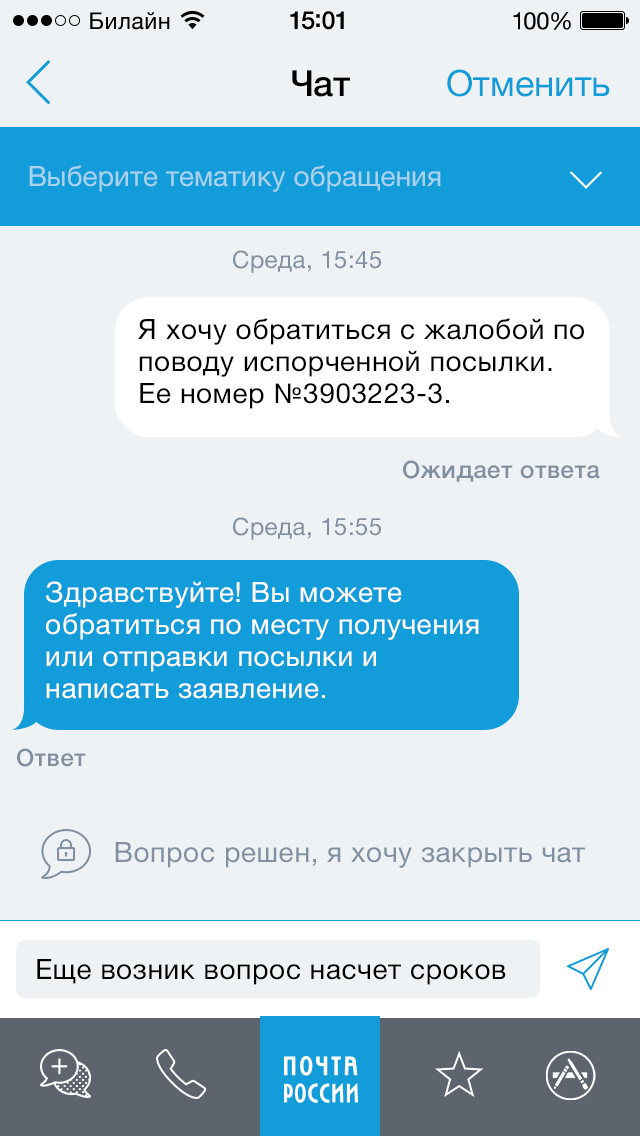 Билайн 15:01 100%
Чат Отменить
Выберите тематику обращения
Среда, 15:45
Я хочу обратиться с жалобой по
поводу испорченной посылки.
Ее номер №3903223-3.
Ожидает ответа
Среда, 15:55
Здравствуйте! Вы можете
обратиться по месту получения
или отправки посылки и
написать заявление.
Ответ
Вопрос решен, я хочу закрыть чат
Еще возник вопрос насчет сроков
ПОЧТА
РОССИИ